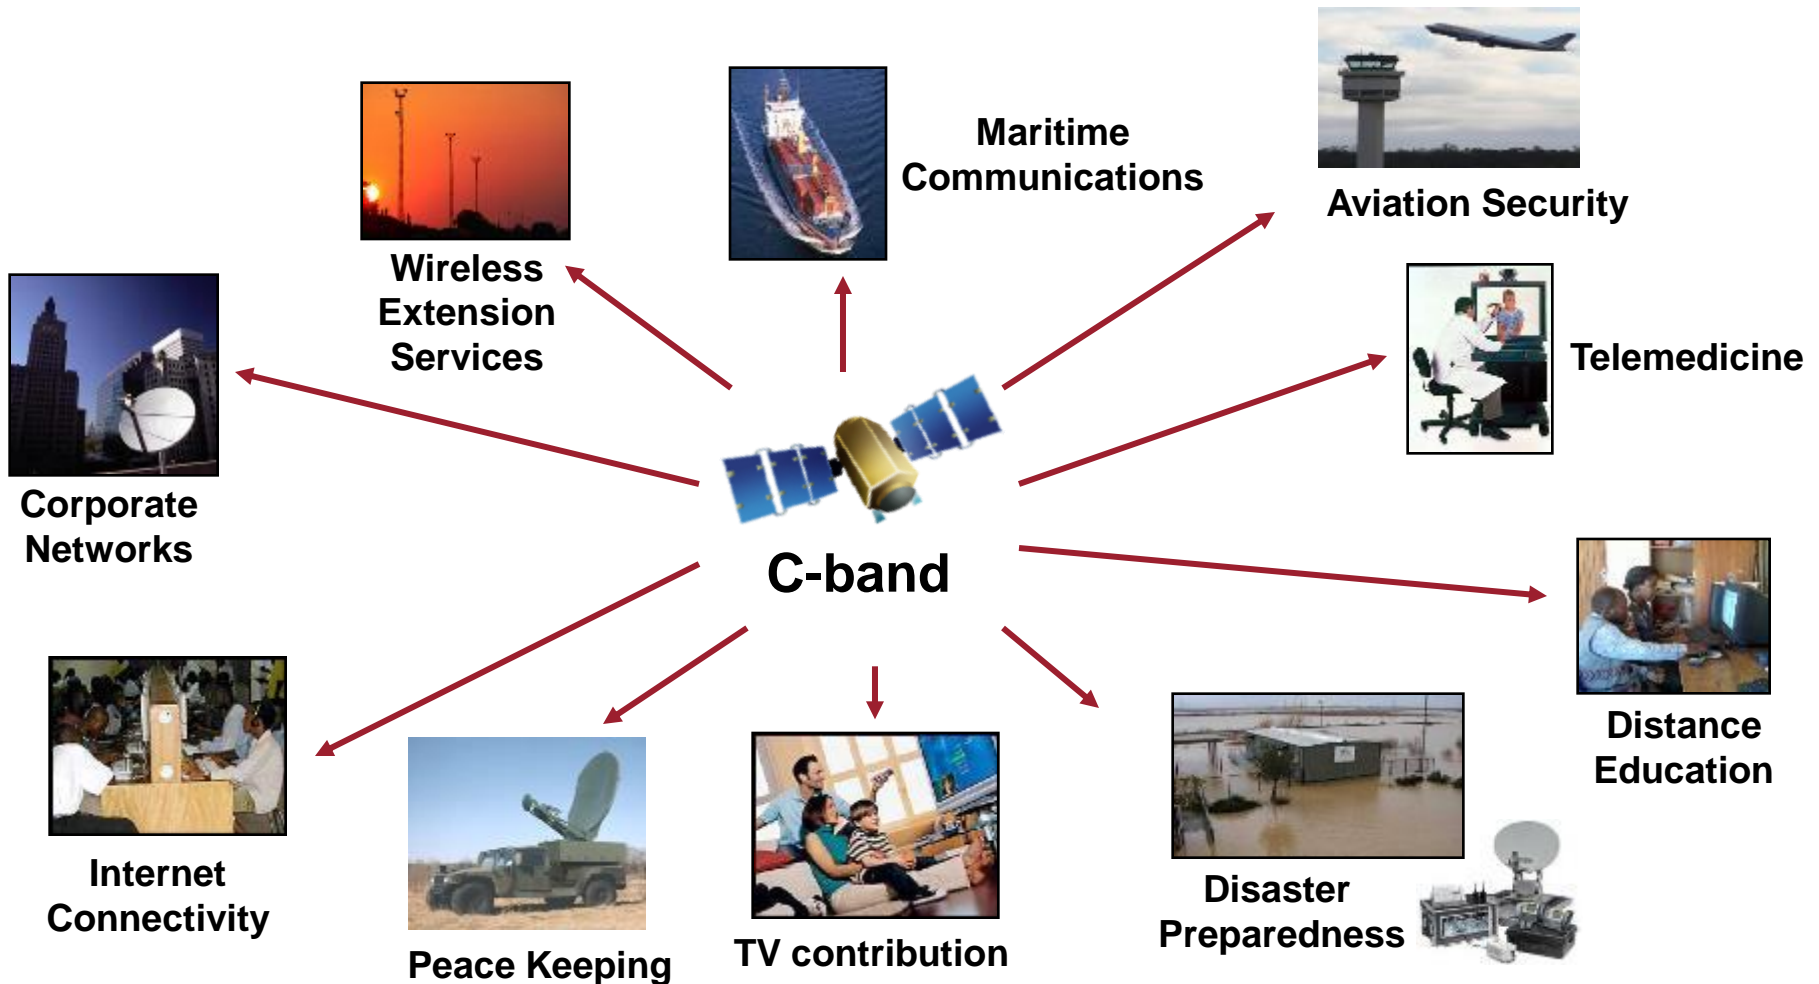 Maritime
Communications
Aviation Security
Wireless
Extension
Services
Telemedicine
Corporate
Networks
C-band
Distance
Education
Internet
Connectivity
Disaster
Preparedness
TV contribution
Peace Keeping